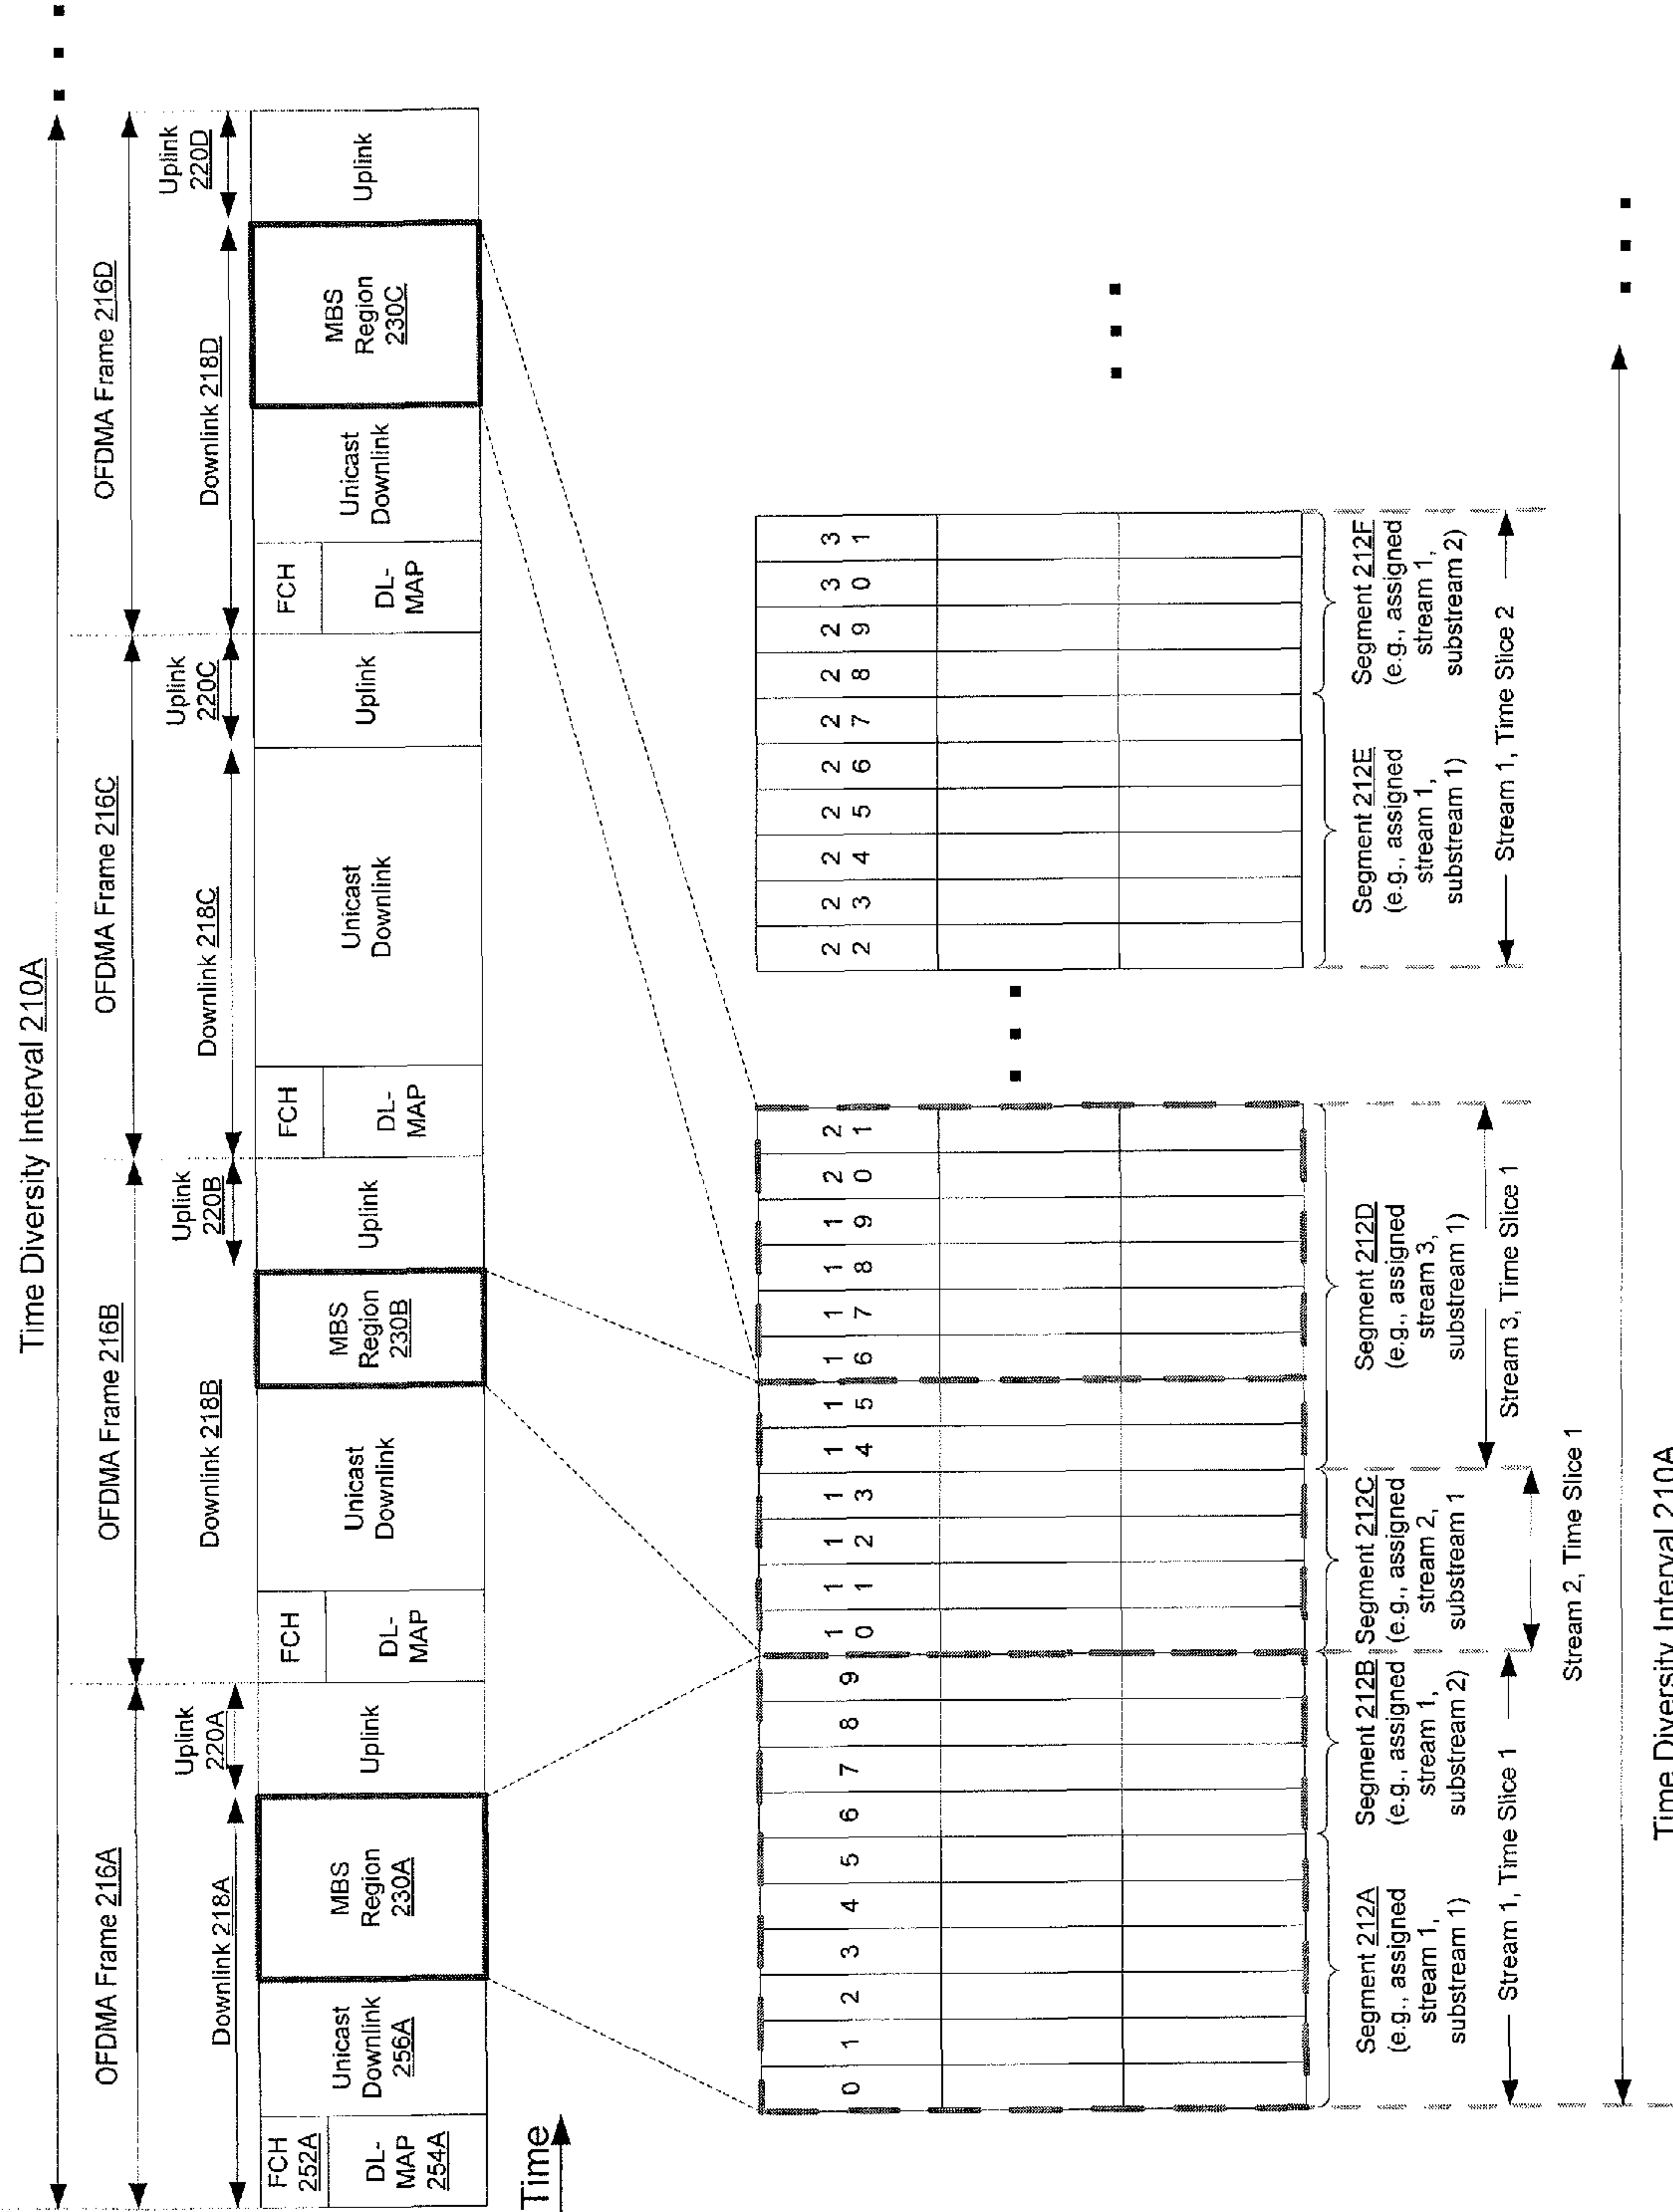 Time Diversity Interval 210A
OFDMA Frame 216A
OFDMA Frame 216B
OFDMA Frame 216C
OFDMA Frame 216D
Downlink 218A
Uplink
220A
Downlink 218B
Uplink
220B
Downlink 218C
Uplink
220C
Downlink 218D
Uplink
220D
FCH
252A
DL-
MAP
254A
Unicast
Downlink
256A
MBS
Region
230A
Uplink
FCH
DL-
MAP
Unicast
Downlink
MBS
Region
230B
Uplink
FCH
DL-
MAP
Unicast
Downlink
Uplink
FCH
DL-
MAP
Unicast
Downlink
MBS
Region
230C
Uplink
Time
0 1 2 3 4 5 6 7 8 9 10 11 12 13 14 15 16 17 18 19 20 21 22 23 24 25 26 27 28 29 30 31
Segment 212A
(e.g., assigned
stream 1,
substream 1)
Segment 212B
(e.g., assigned
stream 1,
substream 2)
Segment 212C
(e.g., assigned
stream 2,
substream 1
Segment 212D
(e.g., assigned
stream 3,
substream 1)
Segment 212E
(e.g., assigned
stream 1,
substream 1)
Segment 212F
(e.g., assigned
stream 1,
substream 2)
Stream 1, Time Slice 1
Stream 3, Time Slice 1
Stream 1, Time Slice 2
Stream 2, Time Slice 1
Time Diversity Interval 210A